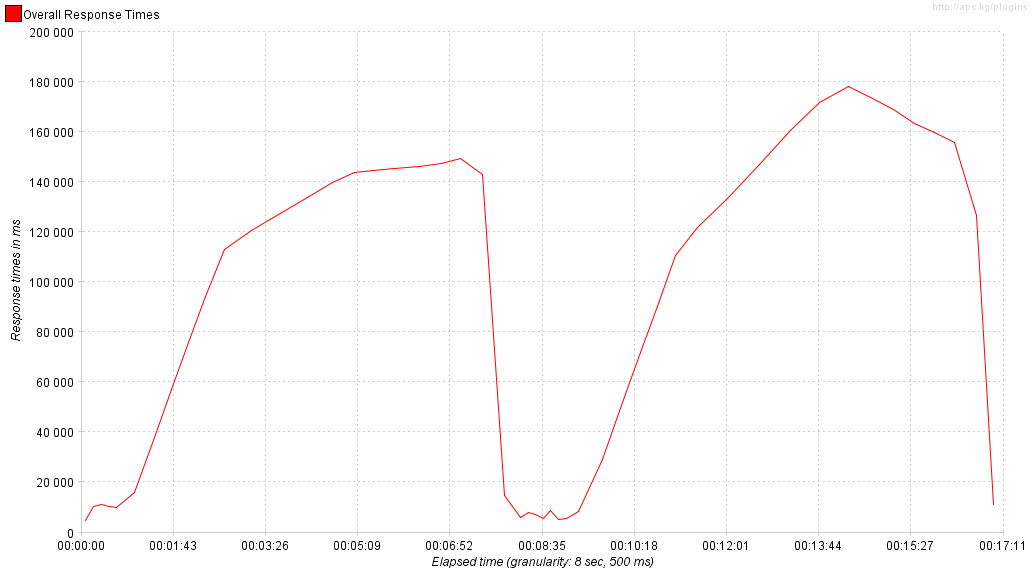 http://apc.kg/plugins
Overall Response Times
200 000
180 000
160 000
140 000
120 000
100 000
80 000
60 000
40 000
20 000
0
Response times in ms
00:00:00 00:01:43 00:03:26 00:05:09 00:06:52 00:08:35 00:10:18 00:12:01 00:13:44 00:15:27 00:17:11
Elapsed time (granularity: 8 sec, 500 ms)